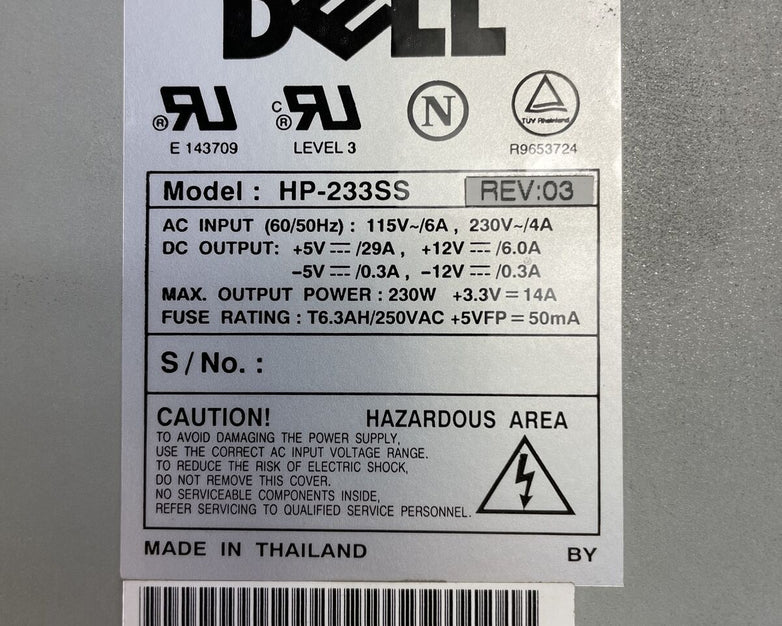 DELL
E 143709
LEVEL 3
N
TÜV Rheinland
R9653724
Model : HP-233SS REV:03
AC INPUT (60/50Hz) : 115V~/6A , 230V~/4A
DC OUTPUT: +5V ⎓ /29A , +12V ⎓ /6.0A
−5V ⎓ /0.3A , −12V ⎓ /0.3A
MAX. OUTPUT POWER : 230W +3.3V = 14A
FUSE RATING : T6.3AH/250VAC +5VFP = 50mA
S / No. :
CAUTION! HAZARDOUS AREA
TO AVOID DAMAGING THE POWER SUPPLY,
USE THE CORRECT AC INPUT VOLTAGE RANGE.
TO REDUCE THE RISK OF ELECTRIC SHOCK,
DO NOT REMOVE THIS COVER.
NO SERVICEABLE COMPONENTS INSIDE,
REFER SERVICING TO QUALIFIED SERVICE PERSONNEL.
MADE IN THAILAND BY